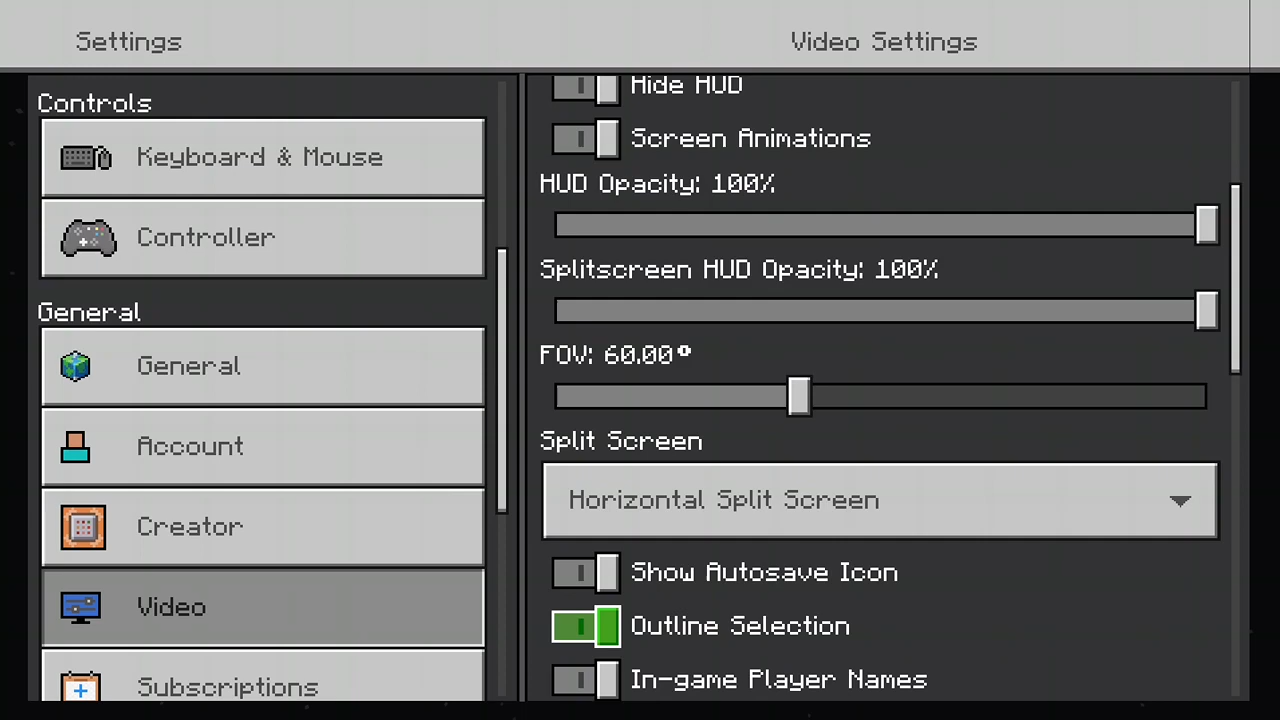 Settings
Video Settings
Controls
Keyboard & Mouse
Controller
General
General
Account
Creator
Video
Subscriptions
Hide HUD
Screen Animations
HUD Opacity: 100%
Splitscreen HUD Opacity: 100%
FOV: 60.00°
Split Screen
Horizontal Split Screen
Show Autosave Icon
Outline Selection
In-game Player Names